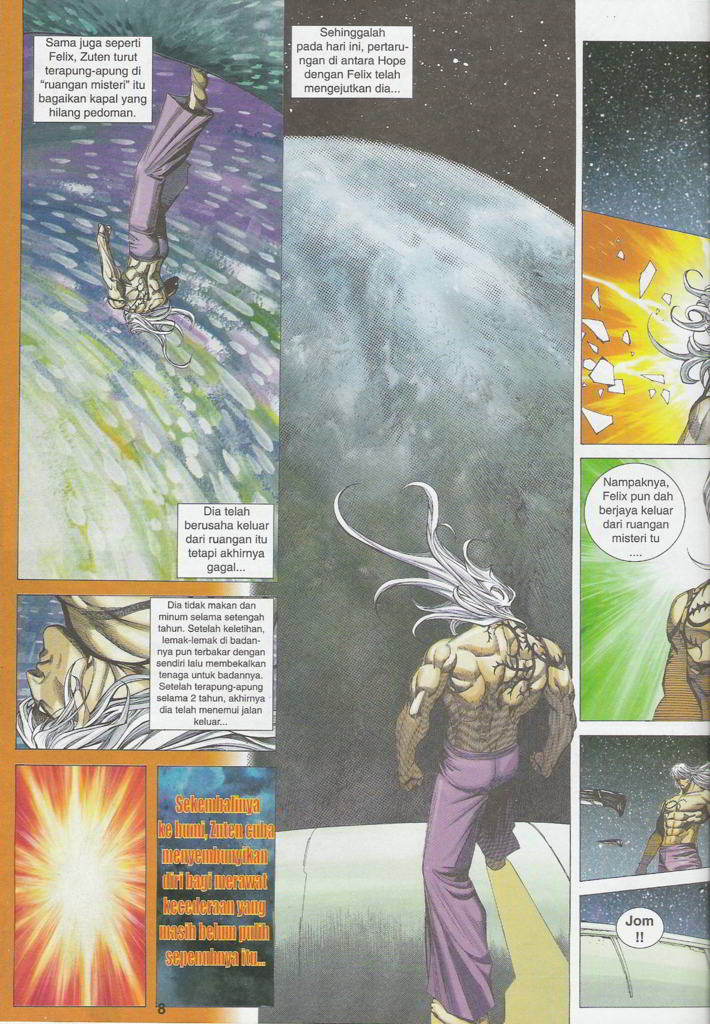 Sama juga seperti
Felix, Zuten turut
terapung-apung di
“ruangan misteri” itu
bagaikan kapal yang
hilang pedoman.
Dia telah
berusaha keluar
dari ruangan itu
tetapi akhirnya
gagal...
Dia tidak makan dan
minum selama setengah
tahun. Setelah keletihan,
lemak-lemak di badan-
nya pun terbakar dengan
sendiri lalu membekalkan
tenaga untuk badannya.
Setelah terapung-apung
selama 2 tahun, akhirnya
dia telah menemui jalan
keluar...
Sekembalinya
ke bumi, Zuten cuba
menyembunyikan
diri bagi merawat
kecederaan yang
masih belum pulih
sepenuhnya itu...
Sehinggalah
pada hari ini, pertaru-
ngan di antara Hope
dengan Felix telah
mengejutkan dia...
Nampaknya,
Felix pun dah
berjaya keluar
dari ruangan
misteri tu
....
Jom
!!
8